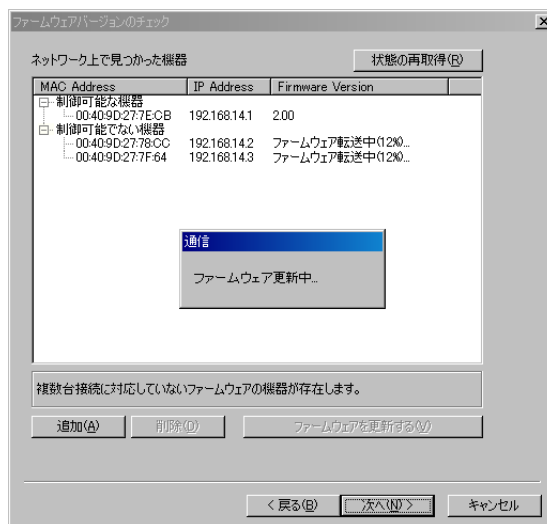 ファームウェアバージョンのチェック
ネットワーク上で見つかった機器
状態の再取得(R)
MAC Address IP Address Firmware Version
制御可能な機器
00:40:9D:27:7E:CB 192.168.14.1 2.00
制御可能でない機器
00:40:9D:27:78:CC 192.168.14.2 ファームウェア転送中(12%)...
00:40:9D:27:7F:64 192.168.14.3 ファームウェア転送中(12%)...
通信
ファームウェア更新中...
複数台接続に対応していないファームウェアの機器が存在します。
追加(A) 削除(D) ファームウェアを更新する(V)
< 戻る(B) 次へ(N) > キャンセル